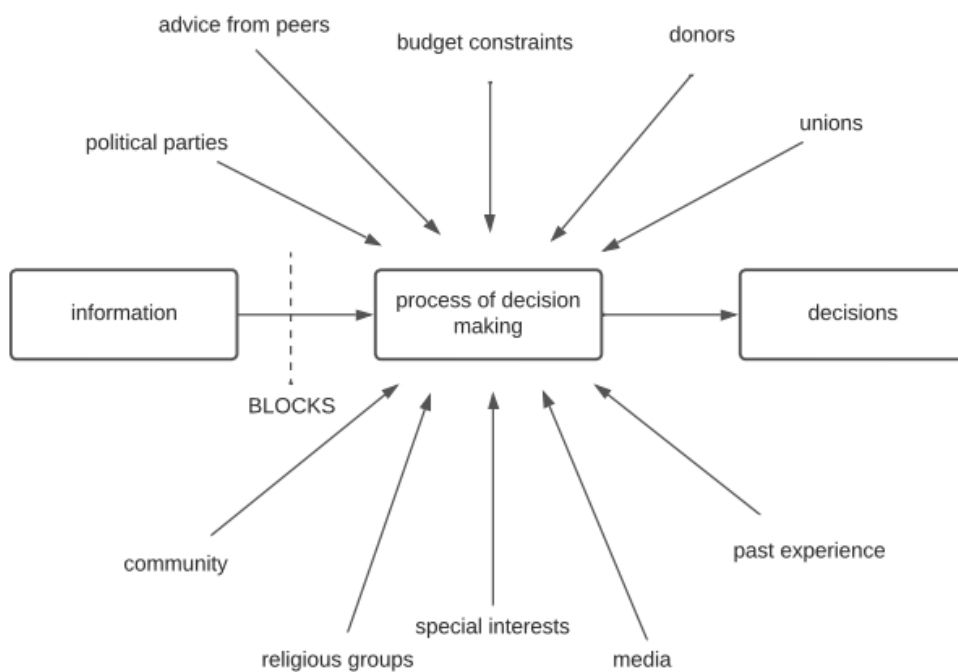 advice from peers
budget constraints
donors
political parties
unions
information
process of decision
making
decisions
BLOCKS
community
past experience
special interests
religious groups
media